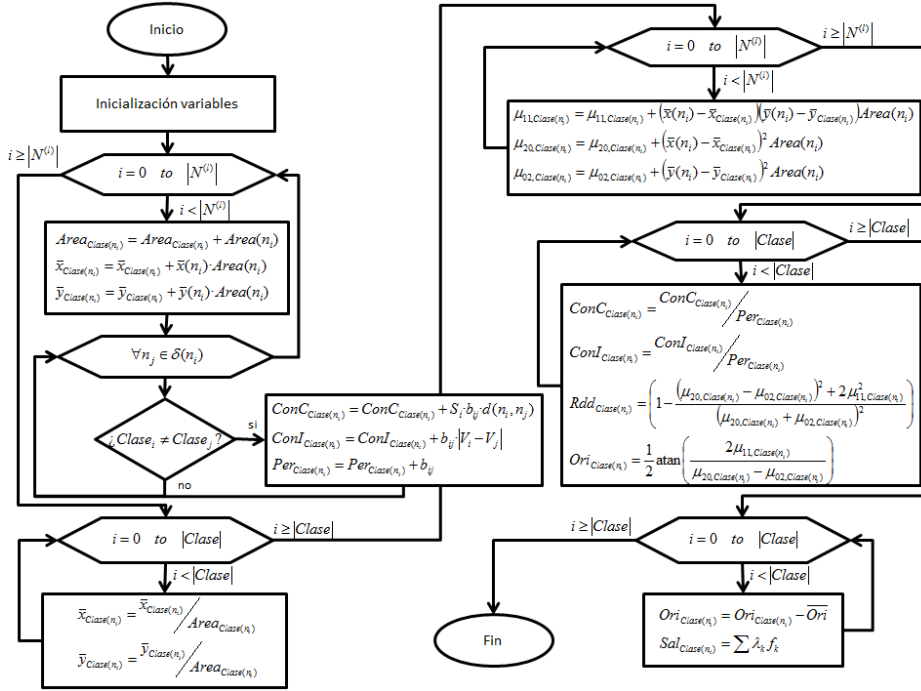 Inicio
Inicialización variables
i ≥ |N^(l)|
i = 0 to |N^(l)|
i < |N^(l)|
Area_Clase(n_i) = Area_Clase(n_i) + Area(n_i)
x̄_Clase(n_i) = x̄_Clase(n_i) + x̄(n_i)·Area(n_i)
ȳ_Clase(n_i) = ȳ_Clase(n_i) + ȳ(n_i)·Area(n_i)
∀n_j ∈ δ(n_i)
¿Clase_i ≠ Clase_j?
si
no
ConC_Clase(n_i) = ConC_Clase(n_i) + S_i·b_ij·d(n_i, n_j)
ConI_Clase(n_i) = ConI_Clase(n_i) + b_ij·|V_i − V_j|
Per_Clase(n_i) = Per_Clase(n_i) + b_ij
i = 0 to |Clase|
i ≥ |Clase|
i < |Clase|
x̄_Clase(n_i) = x̄_Clase(n_i) / Area_Clase(n_i)
ȳ_Clase(n_i) = ȳ_Clase(n_i) / Area_Clase(n_i)
i = 0 to |N^(l)|
i ≥ |N^(l)|
i < |N^(l)|
μ_11,Clase(n_i) = μ_11,Clase(n_i) + (x̄(n_i) − x̄_Clase(n_i))(ȳ(n_i) − ȳ_Clase(n_i))Area(n_i)
μ_20,Clase(n_i) = μ_20,Clase(n_i) + (x̄(n_i) − x̄_Clase(n_i))² Area(n_i)
μ_02,Clase(n_i) = μ_02,Clase(n_i) + (ȳ(n_i) − ȳ_Clase(n_i))² Area(n_i)
i = 0 to |Clase|
i ≥ |Clase|
i < |Clase|
ConC_Clase(n_i) = ConC_Clase(n_i) / Per_Clase(n_i)
ConI_Clase(n_i) = ConI_Clase(n_i) / Per_Clase(n_i)
Rdd_Clase(n_i) = (1 − ((μ_20,Clase(n_i) − μ_02,Clase(n_i))² + 2μ²_11,Clase(n_i)) / (μ_20,Clase(n_i) + μ_02,Clase(n_i))²)
Ori_Clase(n_i) = 1/2 atan(2μ_11,Clase(n_i) / (μ_20,Clase(n_i) − μ_02,Clase(n_i)))
i ≥ |Clase|
i = 0 to |Clase|
i < |Clase|
Ori_Clase(n_i) = Ori_Clase(n_i) − O̅r̅i̅
Sal_Clase(n_i) = ∑ λ_k f_k
Fin